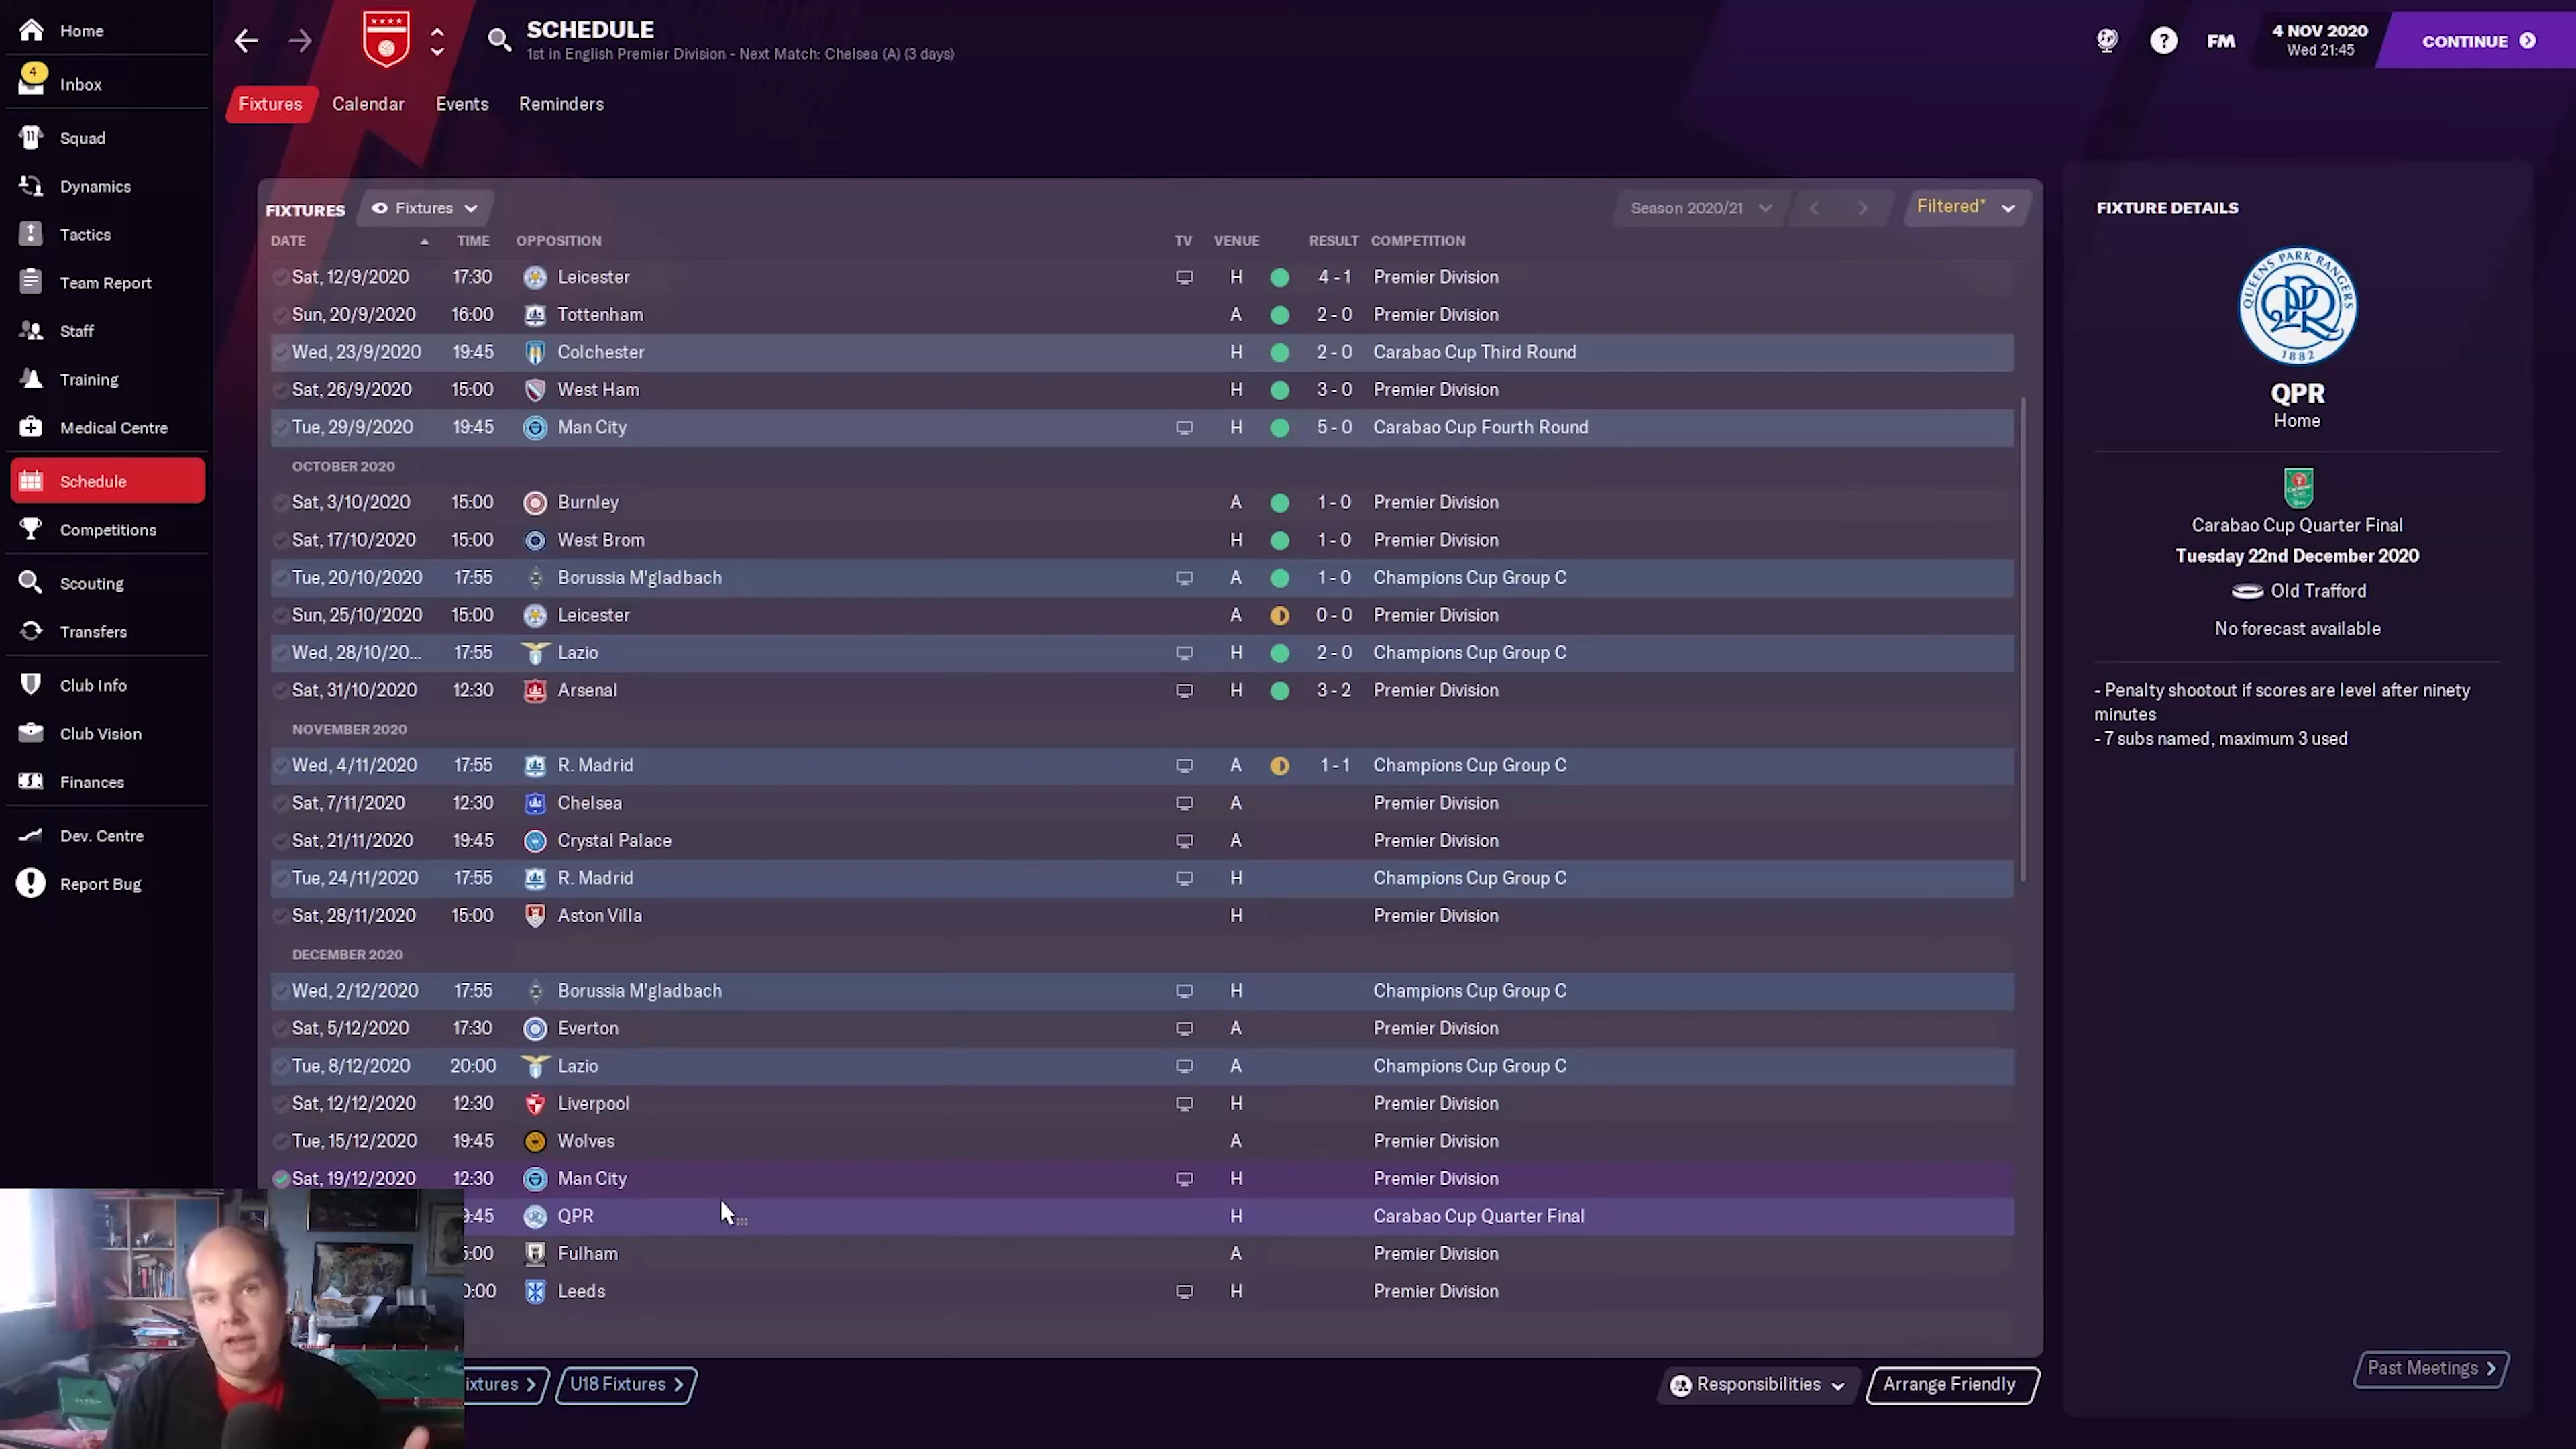 Home
4
Inbox
Squad
Dynamics
Tactics
Team Report
Staff
Training
Medical Centre
Schedule
Competitions
Scouting
Transfers
Club Info
Club Vision
Finances
Dev. Centre
Report Bug
SCHEDULE
1st in English Premier Division - Next Match: Chelsea (A) (3 days)
FM
4 NOV 2020
Wed 21:45
CONTINUE
Fixtures Calendar Events Reminders
FIXTURES Fixtures Season 2020/21 Filtered*
DATE TIME OPPOSITION TV VENUE RESULT COMPETITION
Sat, 12/9/2020 17:30 Leicester H 4 - 1 Premier Division
Sun, 20/9/2020 16:00 Tottenham A 2 - 0 Premier Division
Wed, 23/9/2020 19:45 Colchester H 2 - 0 Carabao Cup Third Round
Sat, 26/9/2020 15:00 West Ham H 3 - 0 Premier Division
Tue, 29/9/2020 19:45 Man City H 5 - 0 Carabao Cup Fourth Round
OCTOBER 2020
Sat, 3/10/2020 15:00 Burnley A 1 - 0 Premier Division
Sat, 17/10/2020 15:00 West Brom H 1 - 0 Premier Division
Tue, 20/10/2020 17:55 Borussia M'gladbach A 1 - 0 Champions Cup Group C
Sun, 25/10/2020 15:00 Leicester A 0 - 0 Premier Division
Wed, 28/10/20... 17:55 Lazio H 2 - 0 Champions Cup Group C
Sat, 31/10/2020 12:30 Arsenal H 3 - 2 Premier Division
NOVEMBER 2020
Wed, 4/11/2020 17:55 R. Madrid A 1 - 1 Champions Cup Group C
Sat, 7/11/2020 12:30 Chelsea A Premier Division
Sat, 21/11/2020 19:45 Crystal Palace A Premier Division
Tue, 24/11/2020 17:55 R. Madrid H Champions Cup Group C
Sat, 28/11/2020 15:00 Aston Villa H Premier Division
DECEMBER 2020
Wed, 2/12/2020 17:55 Borussia M'gladbach H Champions Cup Group C
Sat, 5/12/2020 17:30 Everton A Premier Division
Tue, 8/12/2020 20:00 Lazio A Champions Cup Group C
Sat, 12/12/2020 12:30 Liverpool H Premier Division
Tue, 15/12/2020 19:45 Wolves A Premier Division
Sat, 19/12/2020 12:30 Man City H Premier Division
9:45 QPR H Carabao Cup Quarter Final
5:00 Fulham A Premier Division
0:00 Leeds H Premier Division
ixtures U18 Fixtures Responsibilities Arrange Friendly
FIXTURE DETAILS
QUEENS PARK RANGERS
1882
QPR
Home
Carabao Cup Quarter Final
Tuesday 22nd December 2020
Old Trafford
No forecast available
- Penalty shootout if scores are level after ninety
minutes
- 7 subs named, maximum 3 used
Past Meetings